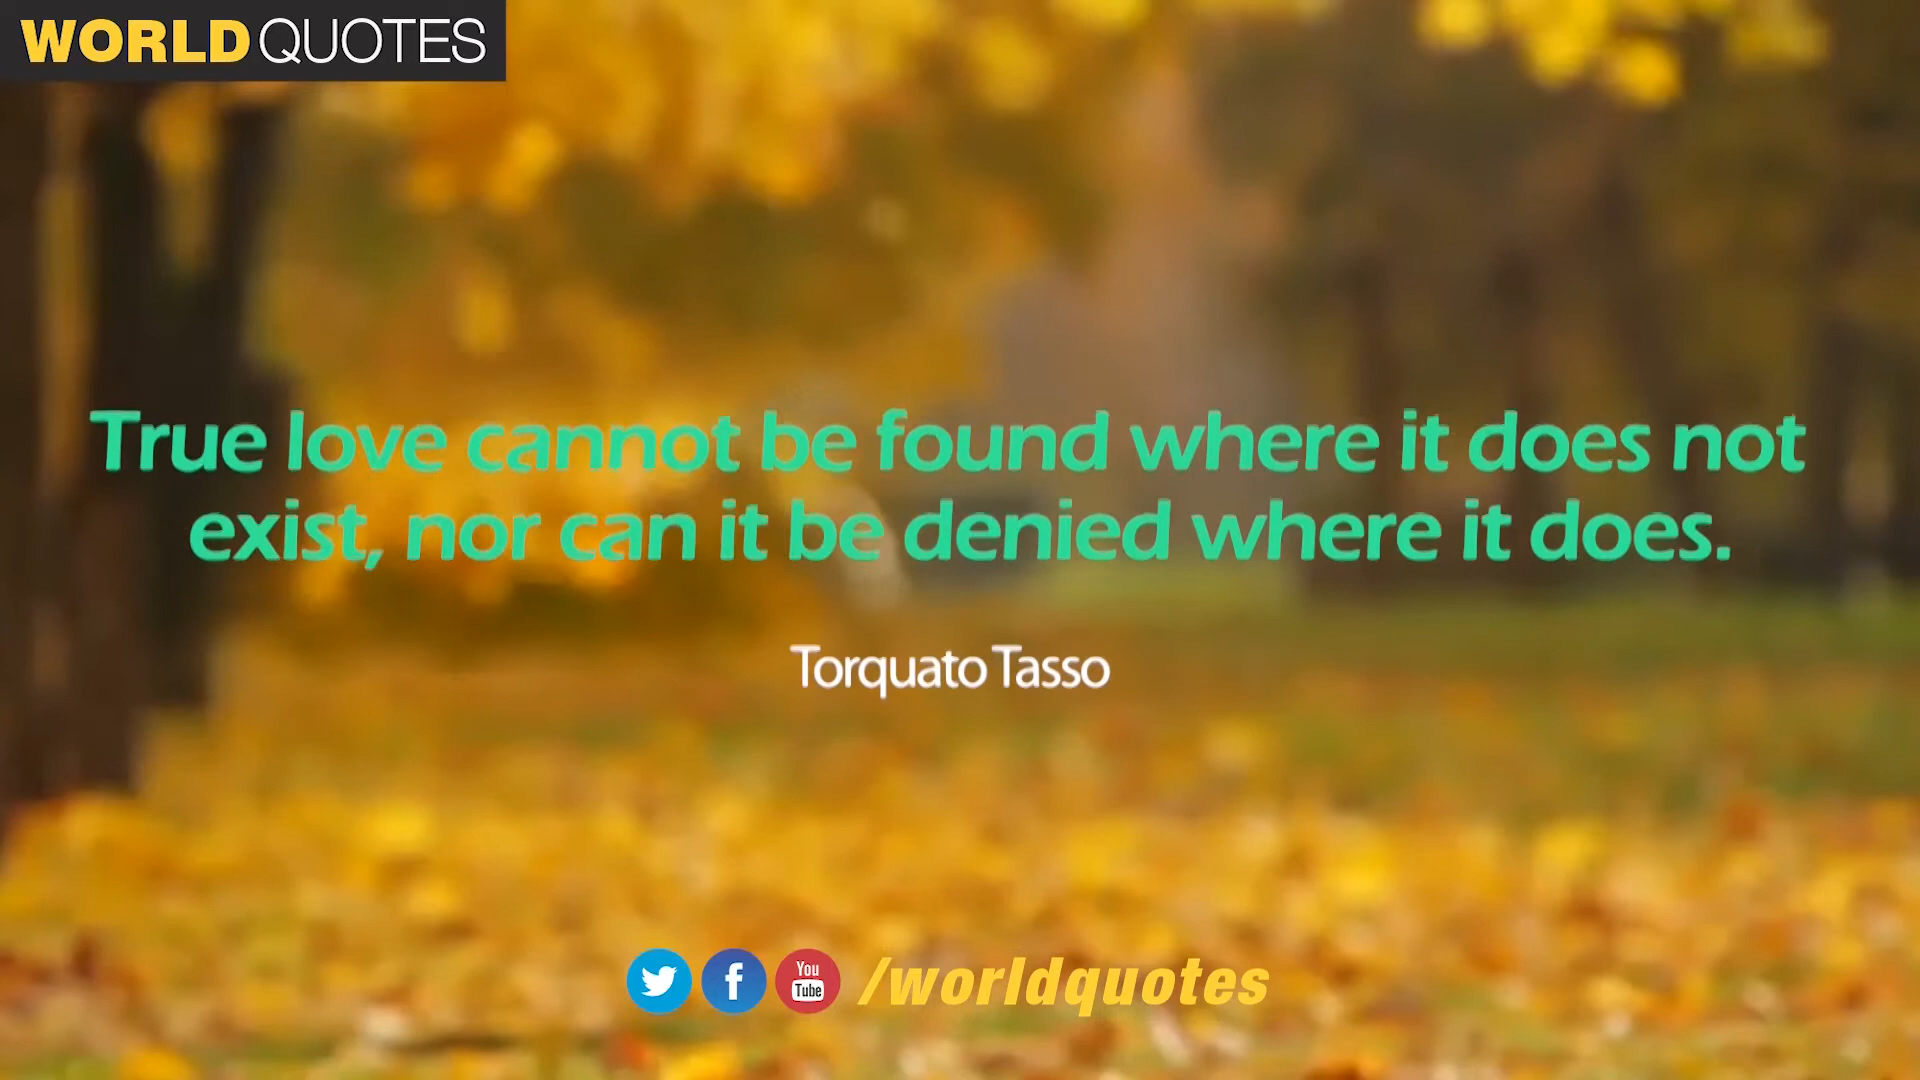 WORLD QUOTES
True love cannot be found where it does not
exist, nor can it be denied where it does.
Torquato Tasso
You
Tube
/worldquotes